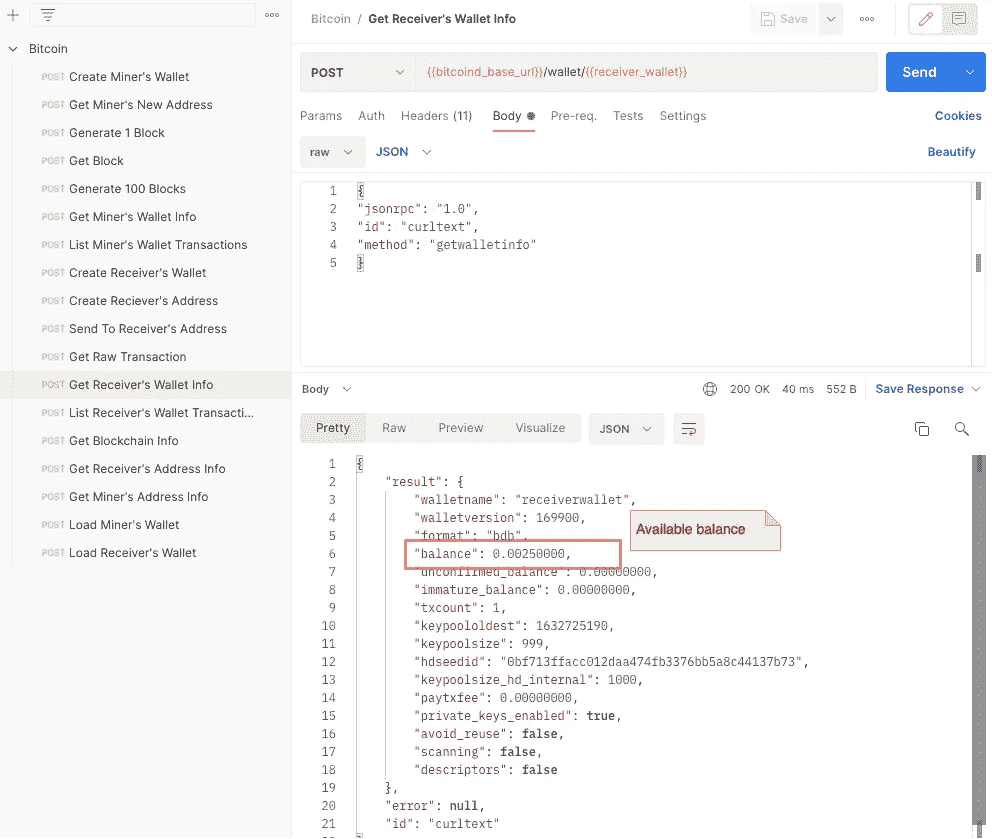 Bitcoin
POST Create Miner's Wallet
POST Get Miner's New Address
POST Generate 1 Block
POST Get Block
POST Generate 100 Blocks
POST Get Miner's Wallet Info
POST List Miner's Wallet Transactions
POST Create Receiver's Wallet
POST Create Reciever's Address
POST Send To Receiver's Address
POST Get Raw Transaction
POST Get Receiver's Wallet Info
POST List Receiver's Wallet Transacti...
POST Get Blockchain Info
POST Get Receiver's Address Info
POST Get Miner's Address Info
POST Load Miner's Wallet
POST Load Receiver's Wallet
Bitcoin / Get Receiver's Wallet Info
Save
POST {{bitcoind_base_url}}/wallet/{{receiver_wallet}}
Send
Params Auth Headers (11) Body Pre-req. Tests Settings Cookies
raw JSON Beautify
1 {
2 "jsonrpc": "1.0",
3 "id": "curltext",
4 "method": "getwalletinfo"
5 }
Body 200 OK 40 ms 552 B Save Response
Pretty Raw Preview Visualize JSON
1 {
2 "result": {
3 "walletname": "receiverwallet",
4 "walletversion": 169900,
5 "format": "bdb",
Available balance
6 "balance": 0.00250000,
7 "unconfirmed_balance": 0.00000000,
8 "immature_balance": 0.00000000,
9 "txcount": 1,
10 "keypololdest": 1632725190,
11 "keypoolsize": 999,
12 "hdseedid": "0bf713ffacc012daa474fb3376bb5a8c44137b73",
13 "keypoolsize_hd_internal": 1000,
14 "paytxfee": 0.00000000,
15 "private_keys_enabled": true,
16 "avoid_reuse": false,
17 "scanning": false,
18 "descriptors": false
19 },
20 "error": null,
21 "id": "curltext"